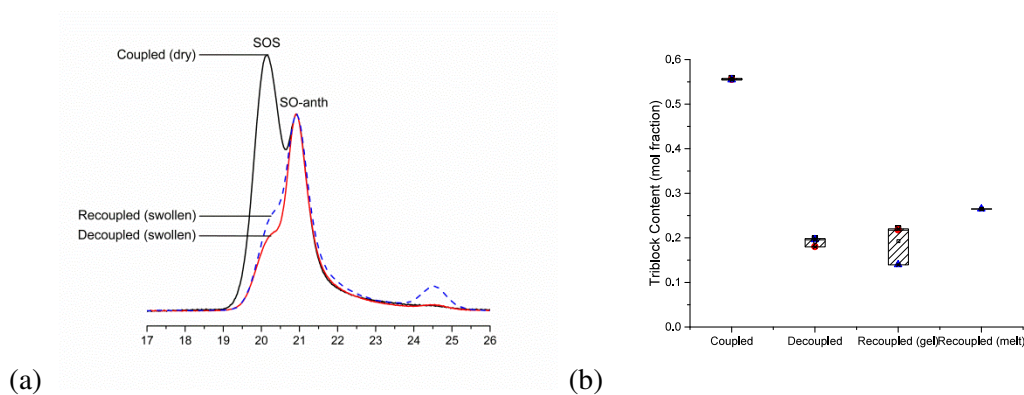 SOS
Coupled (dry)
SO-anth
Recoupled (swollen)
Decoupled (swollen)
17 18 19 20 21 22 23 24 25 26
(a)
Triblock Content (mol fraction)
0.6
0.5
0.4
0.3
0.2
0.1
0.0
Coupled Decoupled Recoupled (gel) Recoupled (melt)
(b)